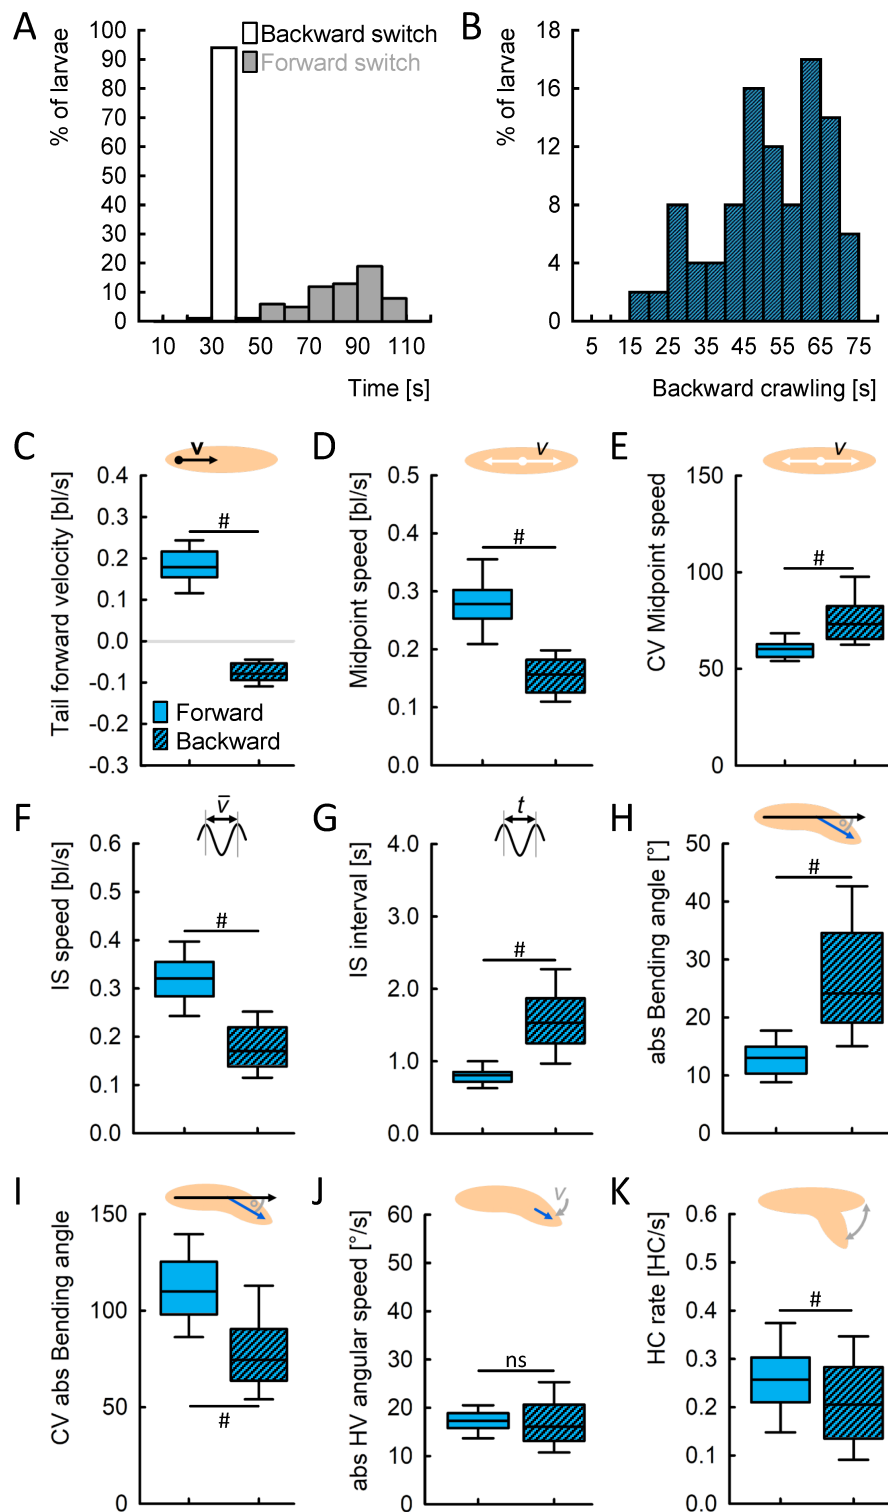 A
% of larvae
100
90
80
70
60
50
40
30
20
10
0
Backward switch
Forward switch
10 30 50 70 90 110
Time [s]
B
% of larvae
18
16
12
8
4
0
5 15 25 35 45 55 65 75
Backward crawling [s]
C
v
Tail forward velocity [bl/s]
0.4
0.3
0.2
0.1
0.0
-0.1
-0.2
-0.3
#
Forward
Backward
D
v
Midpoint speed [bl/s]
0.5
0.4
0.3
0.2
0.1
0.0
#
E
v
CV Midpoint speed
150
100
50
0
#
F
v̅
IS speed [bl/s]
0.6
0.5
0.4
0.3
0.2
0.1
0.0
#
G
t
IS interval [s]
4.0
3.0
2.0
1.0
0.0
#
H
abs Bending angle [°]
50
40
30
20
10
0
#
I
CV abs Bending angle
150
100
50
0
#
J
v
abs HV angular speed [°/s]
60
50
40
30
20
10
0
ns
K
HC rate [HC/s]
0.6
0.5
0.4
0.3
0.2
0.1
0.0
#